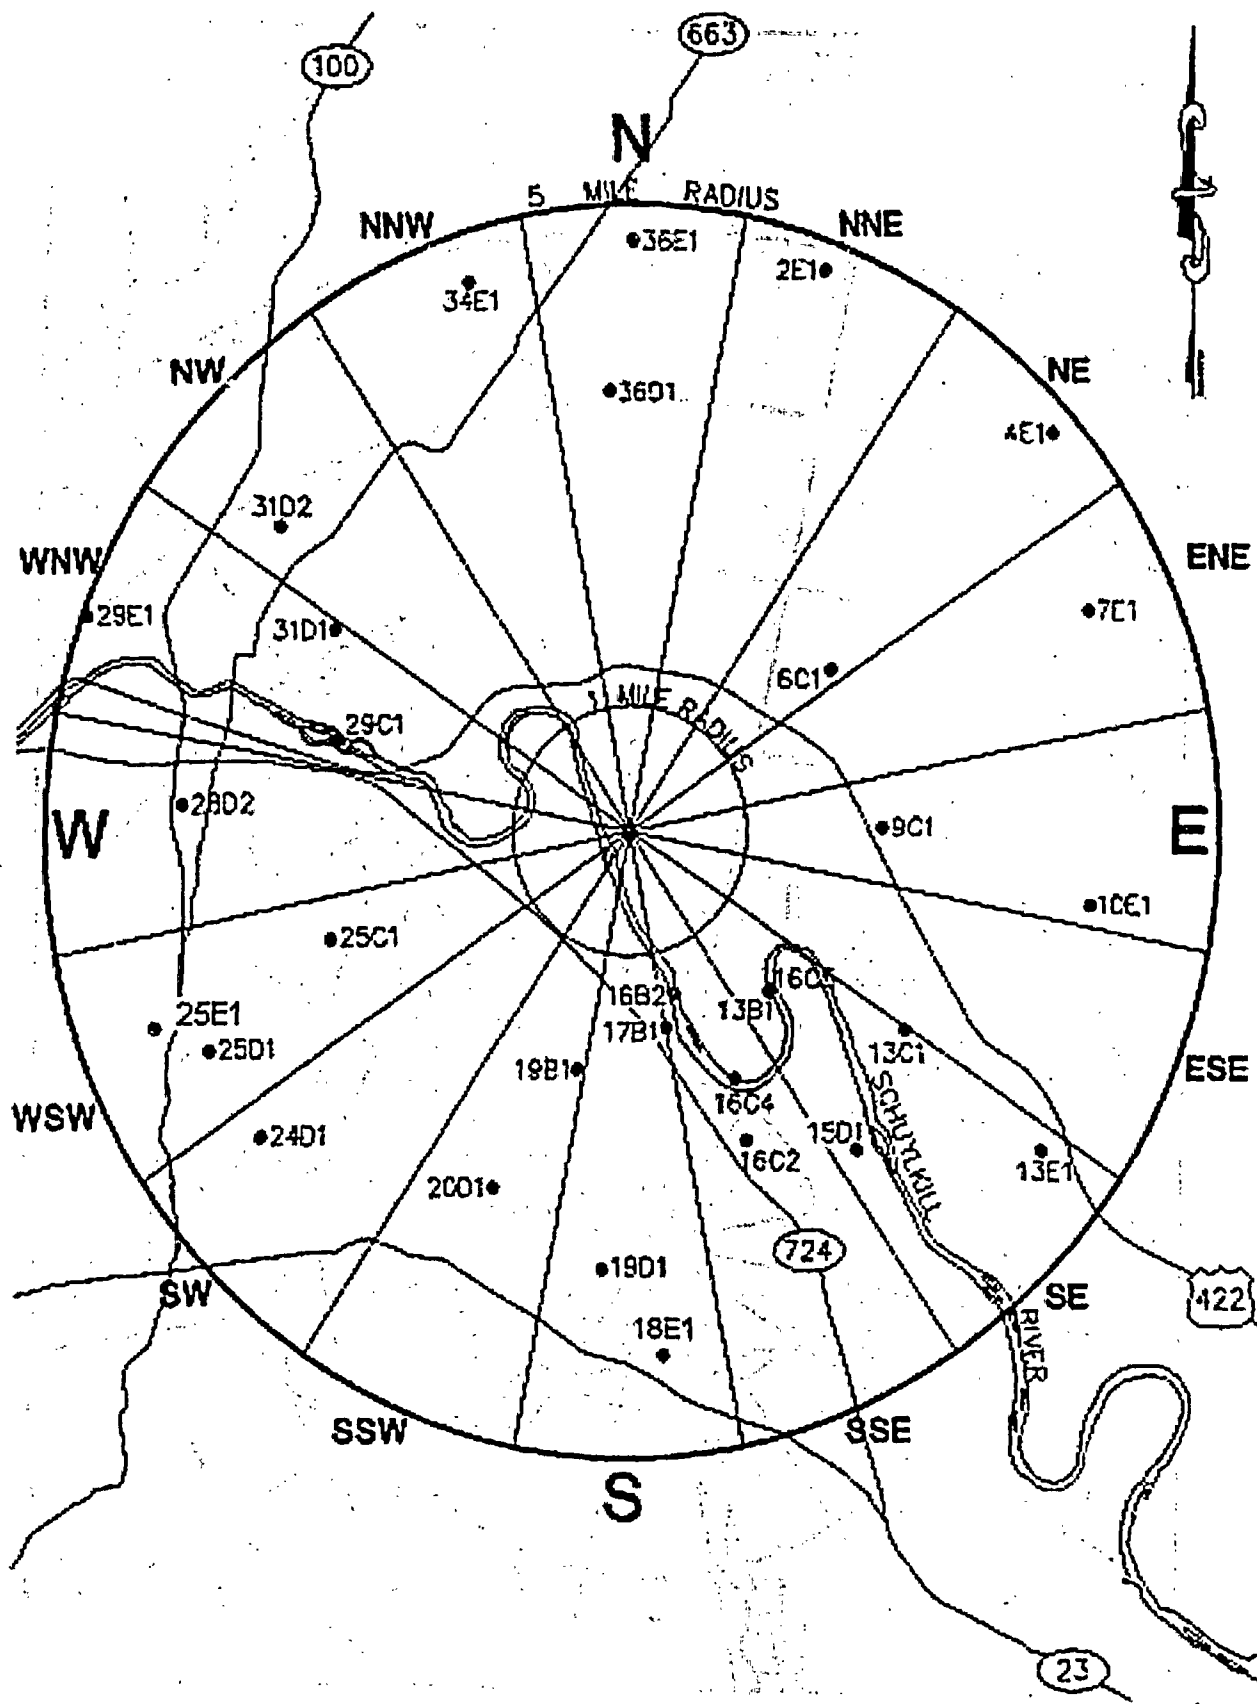 663
100
N
5 MILE RADIUS
NNW
NNE
36E1
2E1
34E1
NW
NE
36D1
4E1
31D2
WNW
ENE
29E1
7E1
31D1
6C1
1 MILE RADIUS
29C1
28D2
W
9C1
E
10E1
25C1
16B2
13B1
16C5
25E1
17B1
25D1
13C1
19B1
ESE
WSW
16C4
SCHUYLKILL
24D1
15D1
16C2
13E1
20D1
724
19D1
SW
SE
422
18E1
RIVER
SSW
SSE
S
23